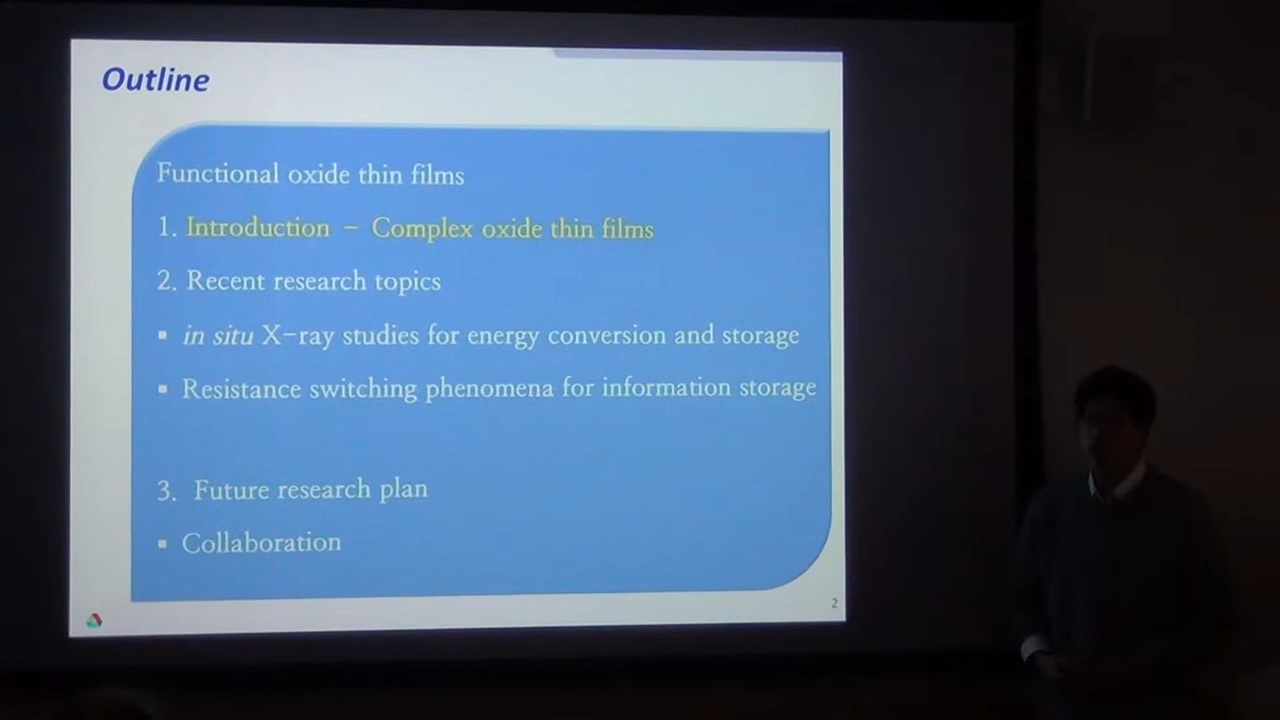 Outline
Functional oxide thin films
1. Introduction – Complex oxide thin films
2. Recent research topics
▪ in situ X-ray studies for energy conversion and storage
▪ Resistance switching phenomena for information storage
3. Future research plan
▪ Collaboration
2